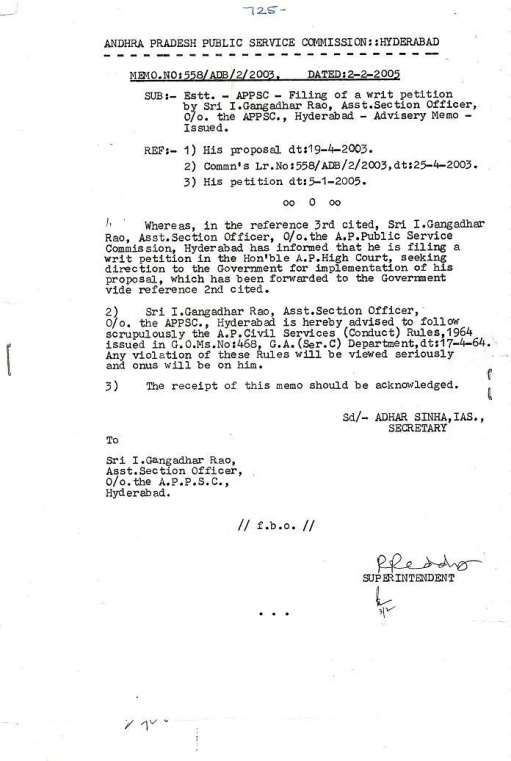 725-
ANDHRA PRADESH PUBLIC SERVICE COMMISSION::HYDERABAD
MEMO.NO:558/ADB/2/2003. DATED:2-2-2005
SUB:- Estt. - APPSC - Filing of a writ petition
by Sri I.Gangadhar Rao, Asst.Section Officer,
O/o. the APPSC., Hyderabad - Advisery Memo -
Issued.
REF:- 1) His proposal dt:19-4-2003.
2) Commn's Lr.No:558/ADB/2/2003,dt:25-4-2003.
3) His petition dt:5-1-2005.
oo O oo
Whereas, in the reference 3rd cited, Sri I.Gangadhar
Rao, Asst.Section Officer, O/o.the A.P.Public Service
Commission, Hyderabad has informed that he is filing a
writ petition in the Hon'ble A.P.High Court, seeking
direction to the Government for implementation of his
proposal, which has been forwarded to the Government
vide reference 2nd cited.
2) Sri I.Gangadhar Rao, Asst.Section Officer,
O/o. the APPSC., Hyderabad is hereby advised to follow
scrupulously the A.P.Civil Services (Conduct) Rules,1964
issued in G.O.Ms.No:468, G.A.(Ser.C) Department,dt:17-4-64.
Any violation of these Rules will be viewed seriously
and onus will be on him.
3) The receipt of this memo should be acknowledged.
Sd/- ADHAR SINHA,IAS.,
SECRETARY
To
Sri I.Gangadhar Rao,
Asst.Section Officer,
O/o.the A.P.P.S.C.,
Hyderabad.
// f.b.o. //
SUPERINTENDENT
3/2
...